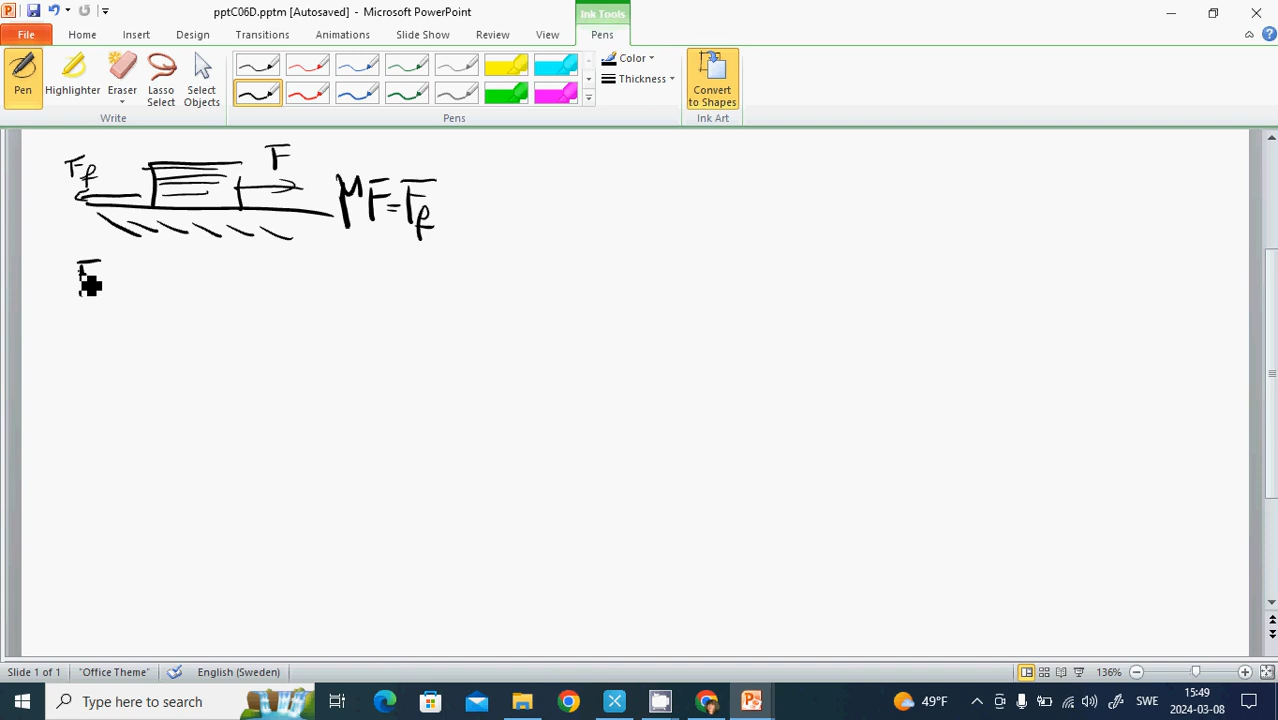 pptC06D.pptm [Autosaved] - Microsoft PowerPoint
Ink Tools
File Home Insert Design Transitions Animations Slide Show Review View Pens
Pen Highlighter Eraser Lasso Select Select Objects
Color
Thickness
Convert to Shapes
Write Pens Ink Art
F_f F
μF=F_f
F
Slide 1 of 1 "Office Theme" English (Sweden) 136%
Type here to search 49°F SWE 15:49
2024-03-08